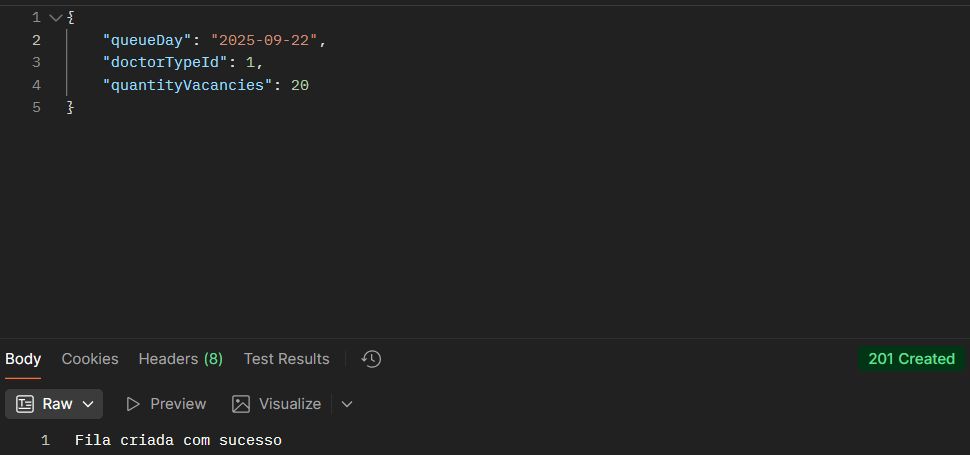 1 {
2 "queueDay": "2025-09-22",
3 "doctorTypeId": 1,
4 "quantityVacancies": 20
5 }
Body Cookies Headers (8) Test Results 201 Created
Raw Preview Visualize
1 Fila criada com sucesso